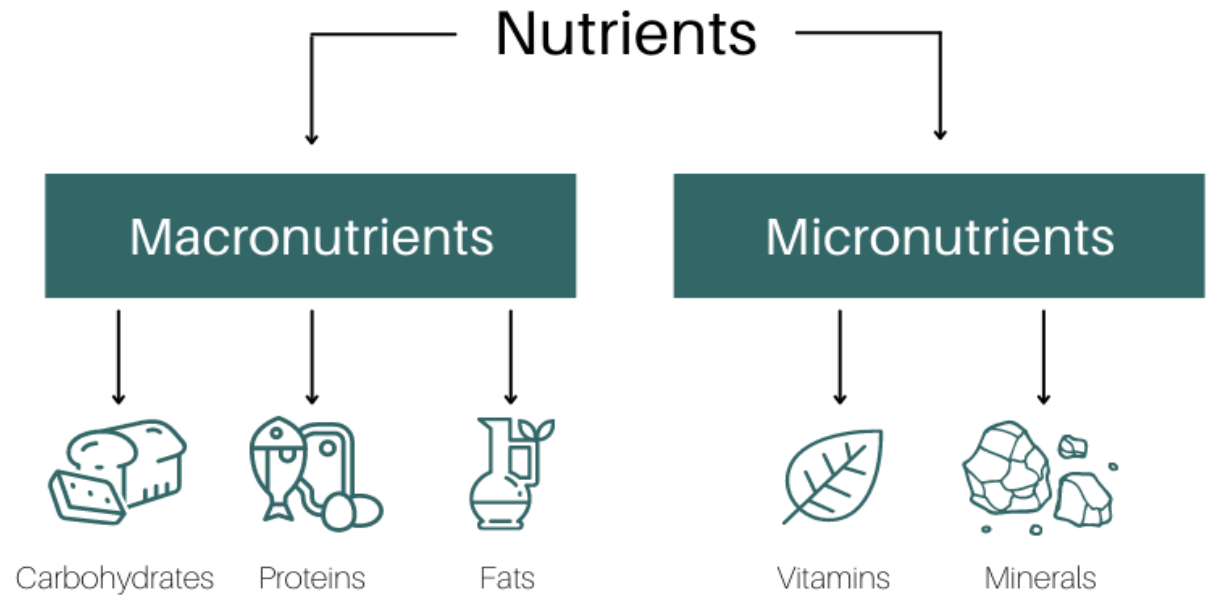 Nutrients
Macronutrients
Micronutrients
Carbohydrates
Proteins
Fats
Vitamins
Minerals